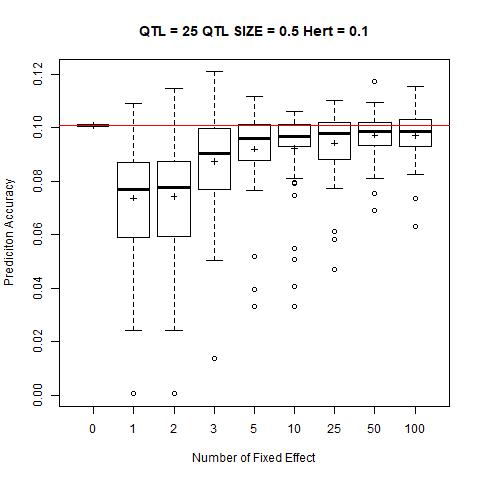 QTL = 25 QTL SIZE = 0.5 Hert = 0.1
Prediciton Accuracy
0.12
0.10
0.08
0.06
0.04
0.02
0.00
0 1 2 3 5 10 25 50 100
Number of Fixed Effect